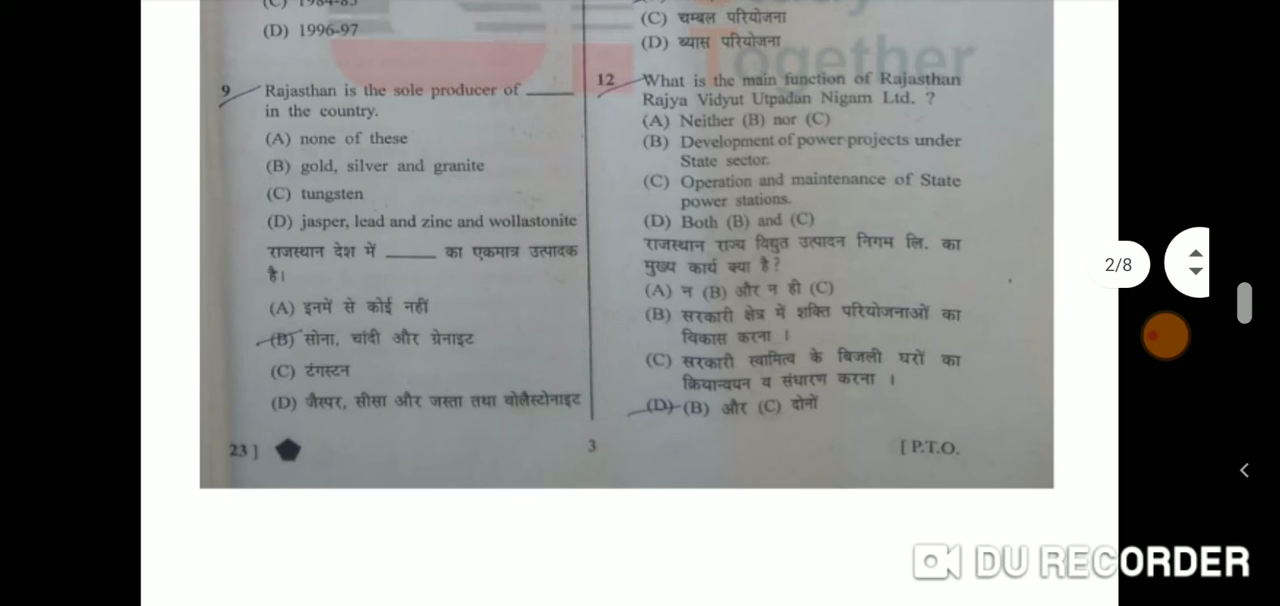 (C) 1984-85
(D) 1996-97
9 Rajasthan is the sole producer of ____
in the country.
(A) none of these
(B) gold, silver and granite
(C) tungsten
(D) jasper, lead and zinc and wollastonite
राजस्थान देश में ____ का एकमात्र उत्पादक
है।
(A) इनमें से कोई नहीं
(B) सोना, चांदी और ग्रेनाइट
(C) टंगस्टन
(D) जैस्पर, सीसा और जस्ता तथा वोलैस्टोनाइट
(C) चम्बल परियोजना
(D) ब्यास परियोजना
Together
12 What is the main function of Rajasthan
Rajya Vidyut Utpadan Nigam Ltd. ?
(A) Neither (B) nor (C)
(B) Development of power projects under
State sector.
(C) Operation and maintenance of State
power stations.
(D) Both (B) and (C)
राजस्थान राज्य विद्युत उत्पादन निगम लि. का
मुख्य कार्य क्या है?
(A) न (B) और न ही (C)
(B) सरकारी क्षेत्र में शक्ति परियोजनाओं का
विकास करना ।
(C) सरकारी स्वामित्व के बिजली घरों का
क्रियान्वयन व संधारण करना ।
(D) (B) और (C) दोनों
23 ]
3
[ P.T.O.
2/8
DU RECORDER